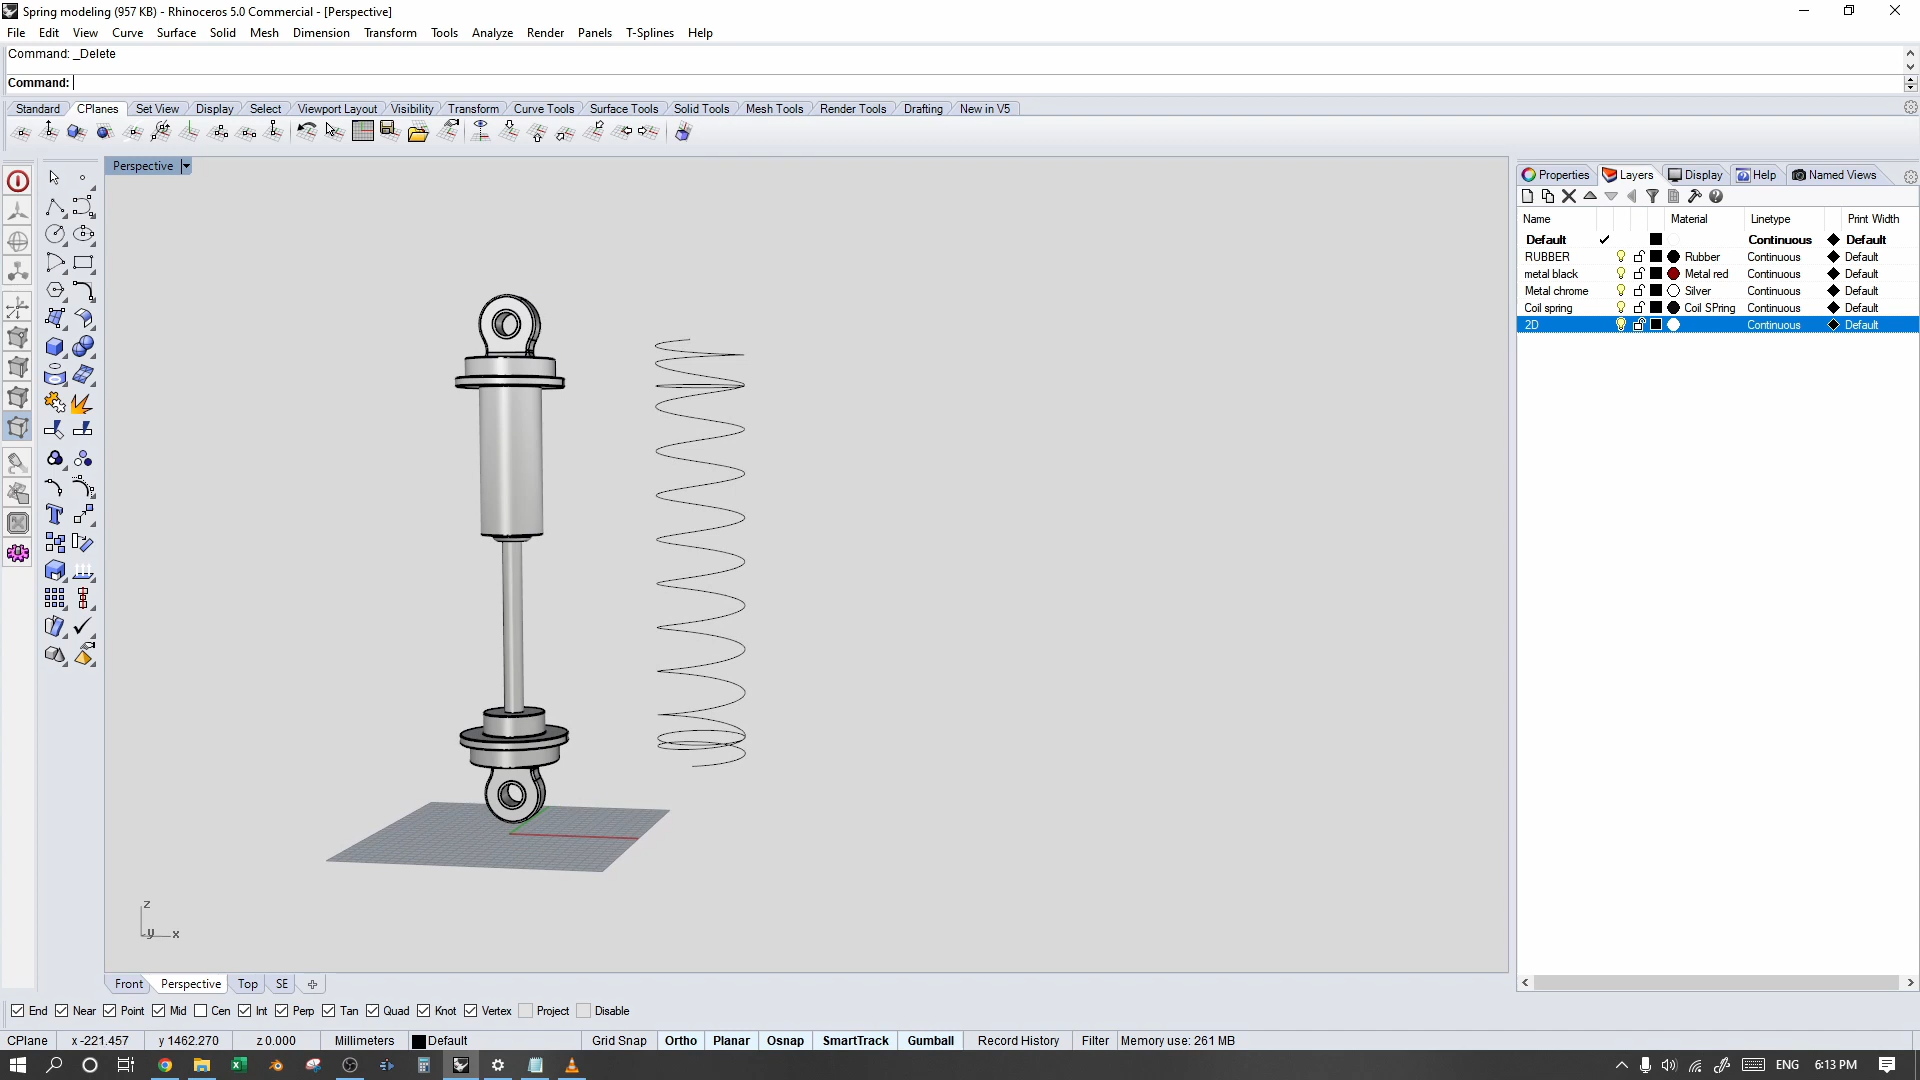 Spring modeling (957 KB) - Rhinoceros 5.0 Commercial - [Perspective]
File Edit View Curve Surface Solid Mesh Dimension Transform Tools Analyze Render Panels T-Splines Help
Command: _Delete
Command:
Standard CPlanes Set View Display Select Viewport Layout Visibility Transform Curve Tools Surface Tools Solid Tools Mesh Tools Render Tools Drafting New in V5
Perspective
Properties Layers Display Help Named Views
Name Material Linetype Print Width
Default Continuous Default
RUBBER Rubber Continuous Default
metal black Metal red Continuous Default
Metal chrome Silver Continuous Default
Coil spring Coil SPring Continuous Default
2D Continuous Default
z
y x
Front Perspective Top SE
End Near Point Mid Cen Int Perp Tan Quad Knot Vertex Project Disable
CPlane x -221.457 y 1462.270 z 0.000 Millimeters Default Grid Snap Ortho Planar Osnap SmartTrack Gumball Record History Filter Memory use: 261 MB
ENG 6:13 PM